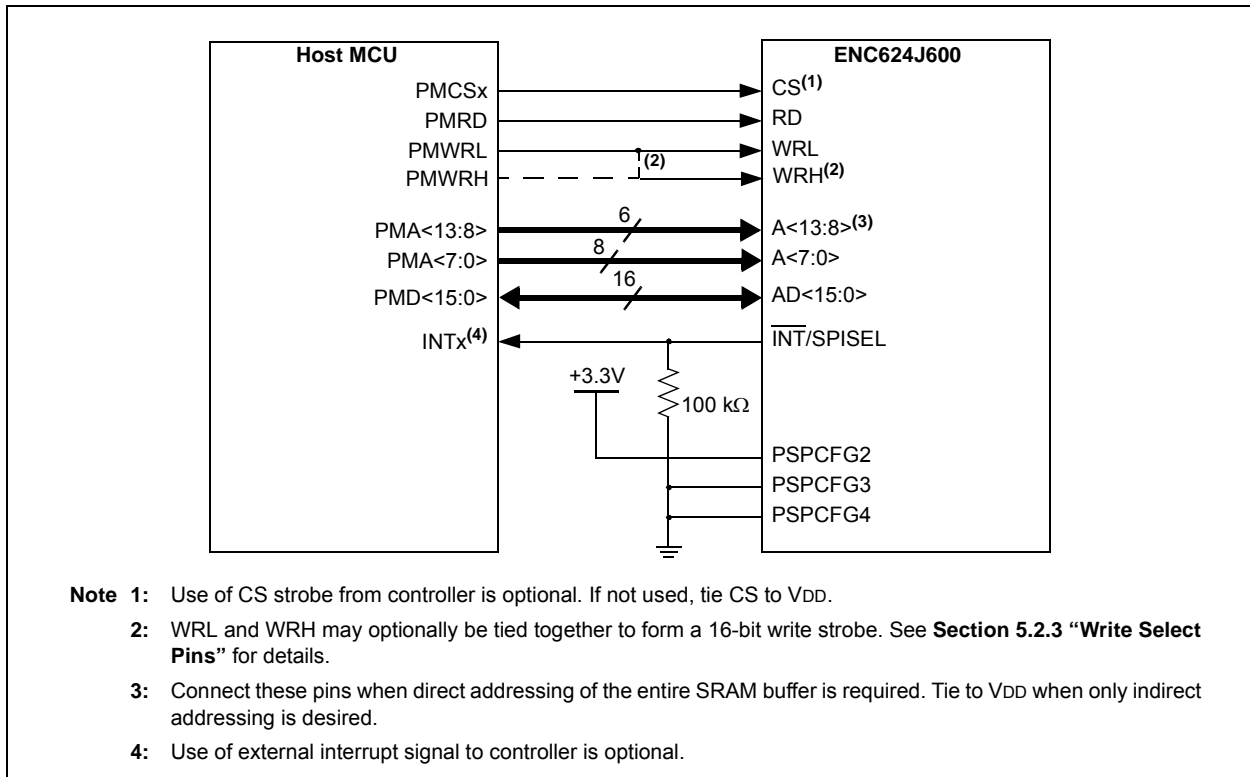 Host MCU
ENC624J600
PMCSx
CS(1)
PMRD
RD
PMWRL
WRL
(2)
PMWRH
WRH(2)
PMA<13:8>
6
A<13:8>(3)
PMA<7:0>
8
A<7:0>
PMD<15:0>
16
AD<15:0>
INTx(4)
INT/SPISEL
+3.3V
100 kΩ
PSPCFG2
PSPCFG3
PSPCFG4
Note 1: Use of CS strobe from controller is optional. If not used, tie CS to VDD.
2: WRL and WRH may optionally be tied together to form a 16-bit write strobe. See Section 5.2.3 “Write Select
Pins” for details.
3: Connect these pins when direct addressing of the entire SRAM buffer is required. Tie to VDD when only indirect
addressing is desired.
4: Use of external interrupt signal to controller is optional.